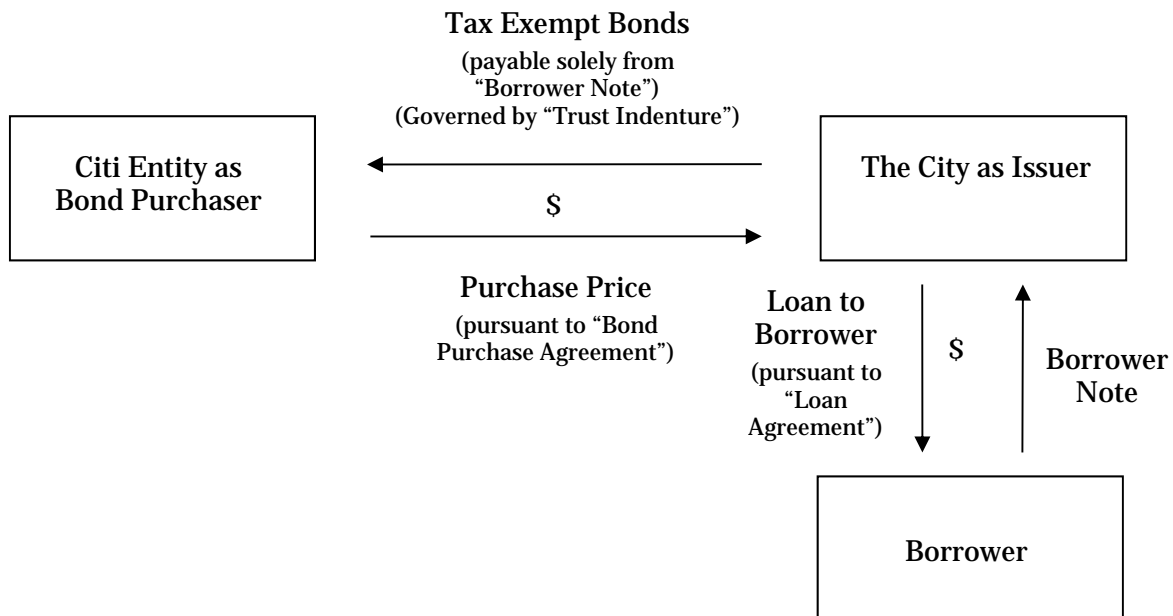 Tax Exempt Bonds
(payable solely from
“Borrower Note”)
(Governed by “Trust Indenture”)
Citi Entity as
Bond Purchaser
The City as Issuer
$
Purchase Price
(pursuant to “Bond
Purchase Agreement”)
Loan to
Borrower
(pursuant to
“Loan
Agreement”)
$
Borrower
Note
Borrower